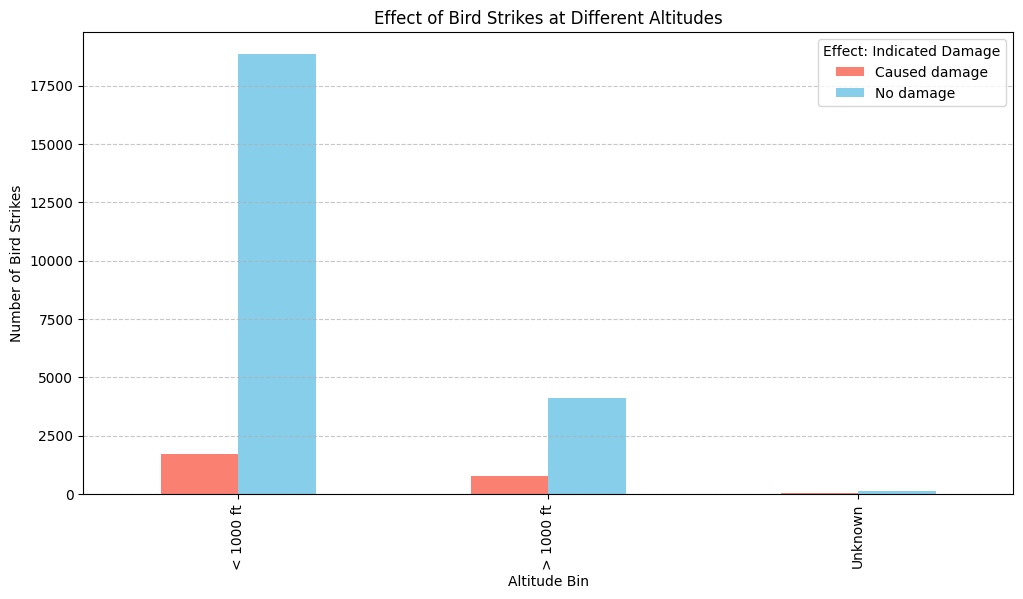 Effect of Bird Strikes at Different Altitudes
Effect: Indicated Damage
Caused damage
No damage
Number of Bird Strikes
17500
15000
12500
10000
7500
5000
2500
0
< 1000 ft
> 1000 ft
Unknown
Altitude Bin